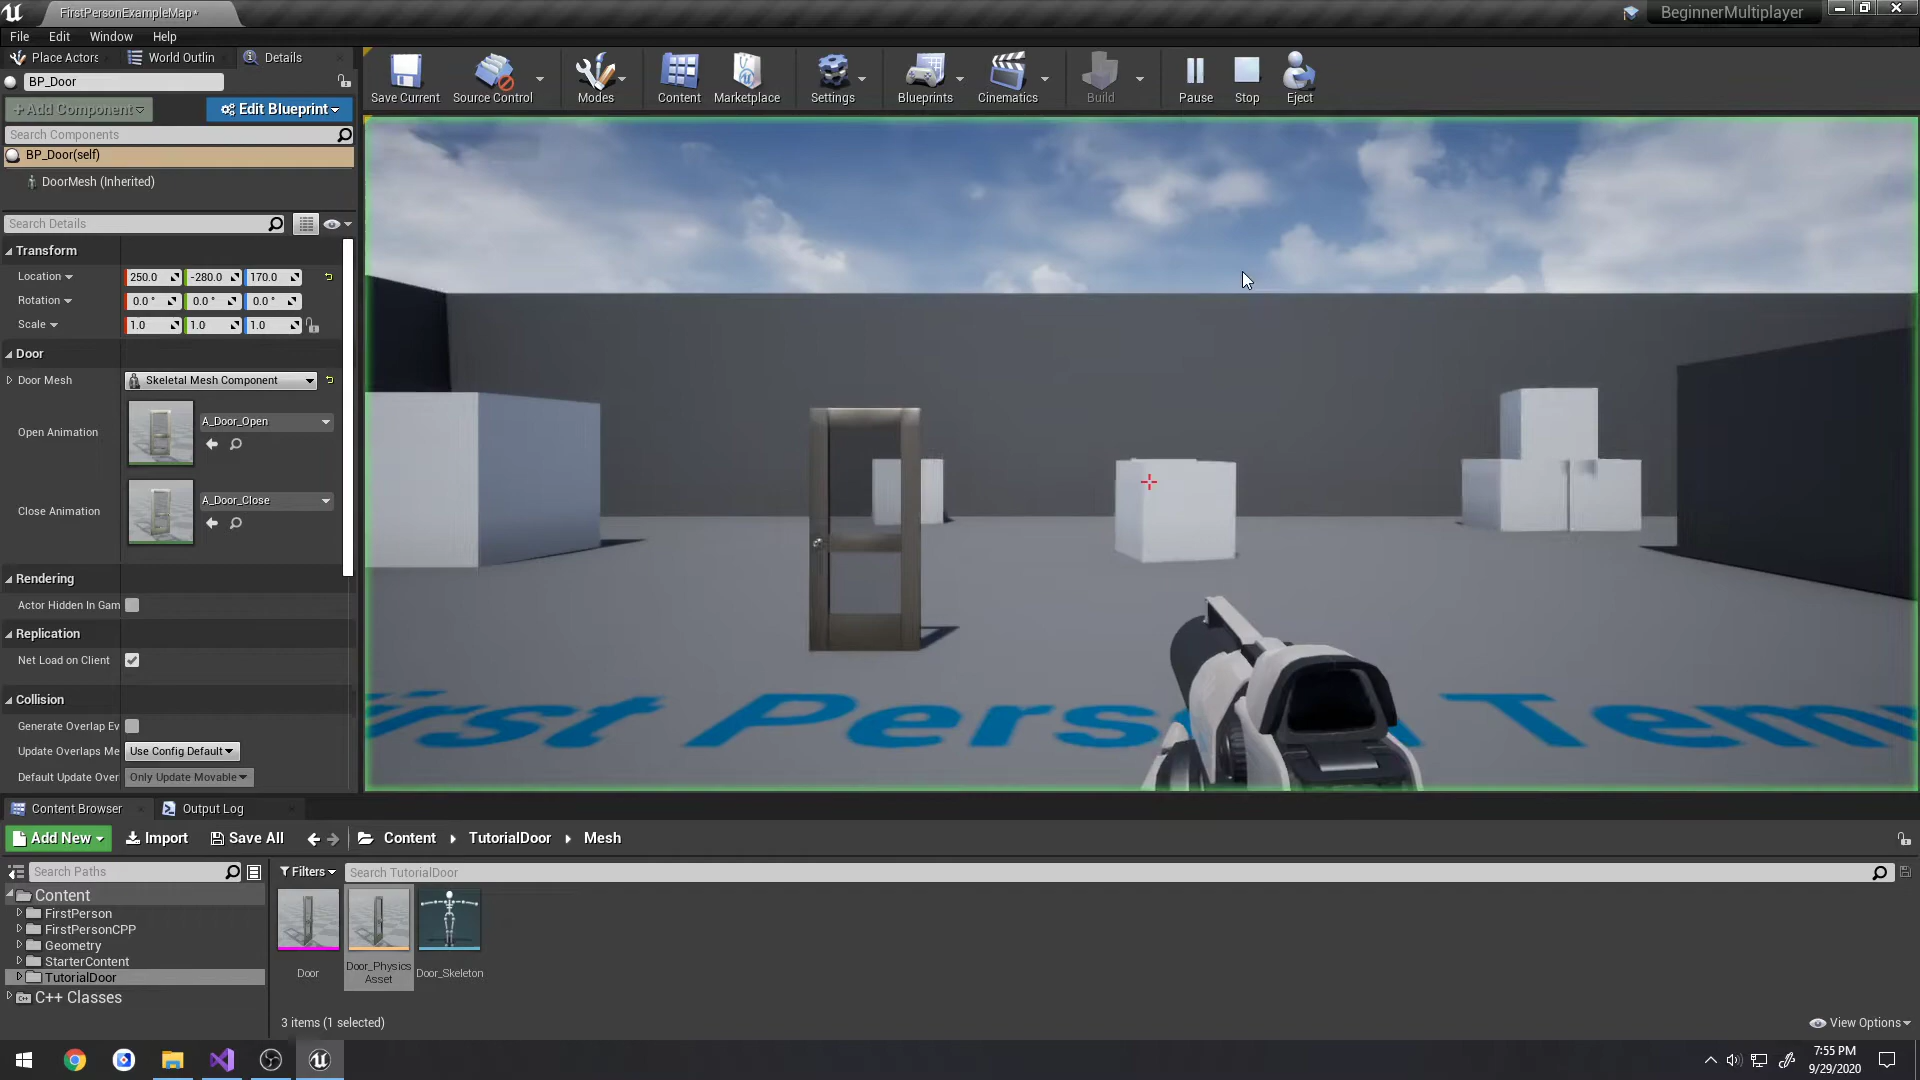 FirstPersonExampleMap*
BeginnerMultiplayer
File Edit Window Help
Place Actors World Outlin Details
BP_Door
Add Component Edit Blueprint
Search Components
BP_Door(self)
DoorMesh (Inherited)
Search Details
Transform
Location 250.0 -280.0 170.0
Rotation 0.0 ° 0.0 ° 0.0 °
Scale 1.0 1.0 1.0
Door
Door Mesh Skeletal Mesh Component
Open Animation A_Door_Open
Close Animation A_Door_Close
Rendering
Actor Hidden In Gam
Replication
Net Load on Client
Collision
Generate Overlap Ev
Update Overlaps Me Use Config Default
Default Update Over Only Update Movable
Save Current Source Control Modes Content Marketplace Settings Blueprints Cinematics Build Pause Stop Eject
First Person Tem
Content Browser Output Log
Add New Import Save All Content TutorialDoor Mesh
Search Paths Filters Search TutorialDoor
Content
FirstPerson
FirstPersonCPP
Geometry
StarterContent
TutorialDoor
C++ Classes
Door
Door_Physics
Asset
Door_Skeleton
3 items (1 selected)
View Options
7:55 PM
9/29/2020